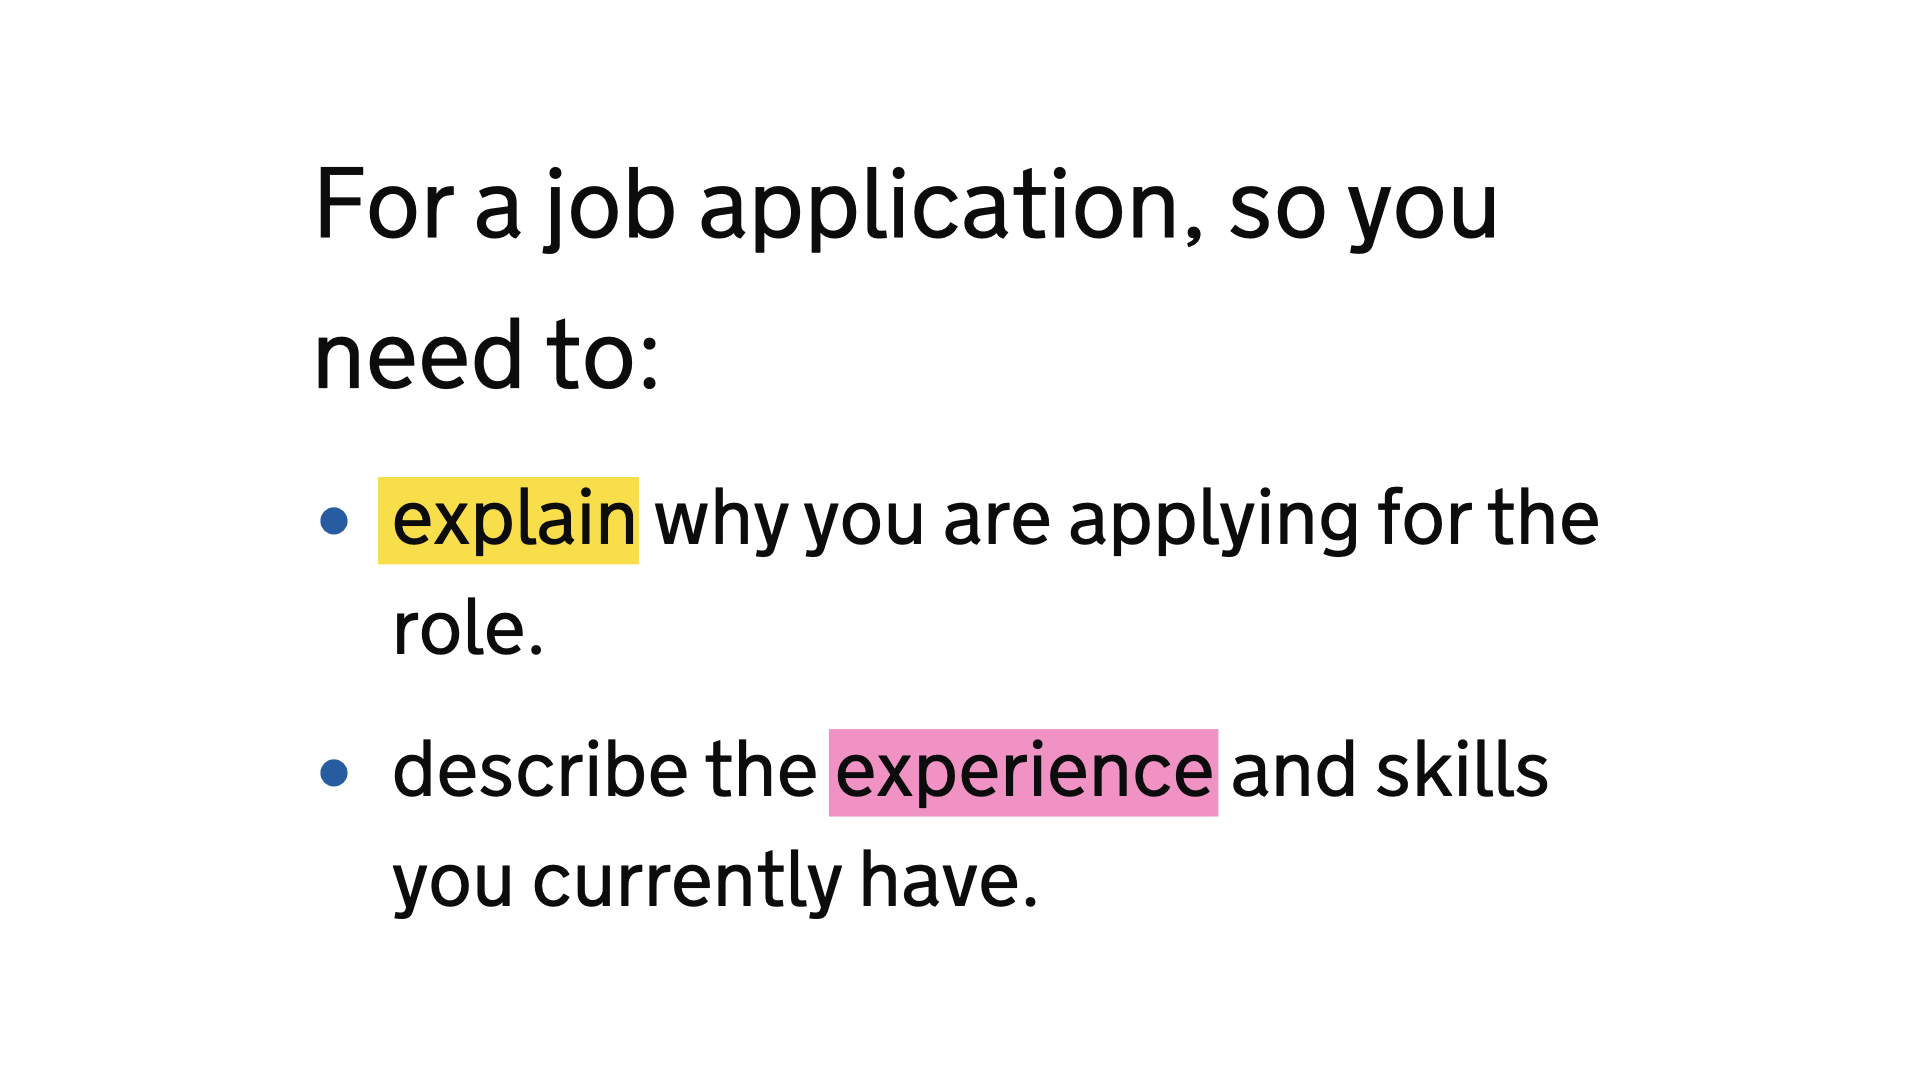 For a job application, so you
need to:
• explain why you are applying for the
role.
• describe the experience and skills
you currently have.